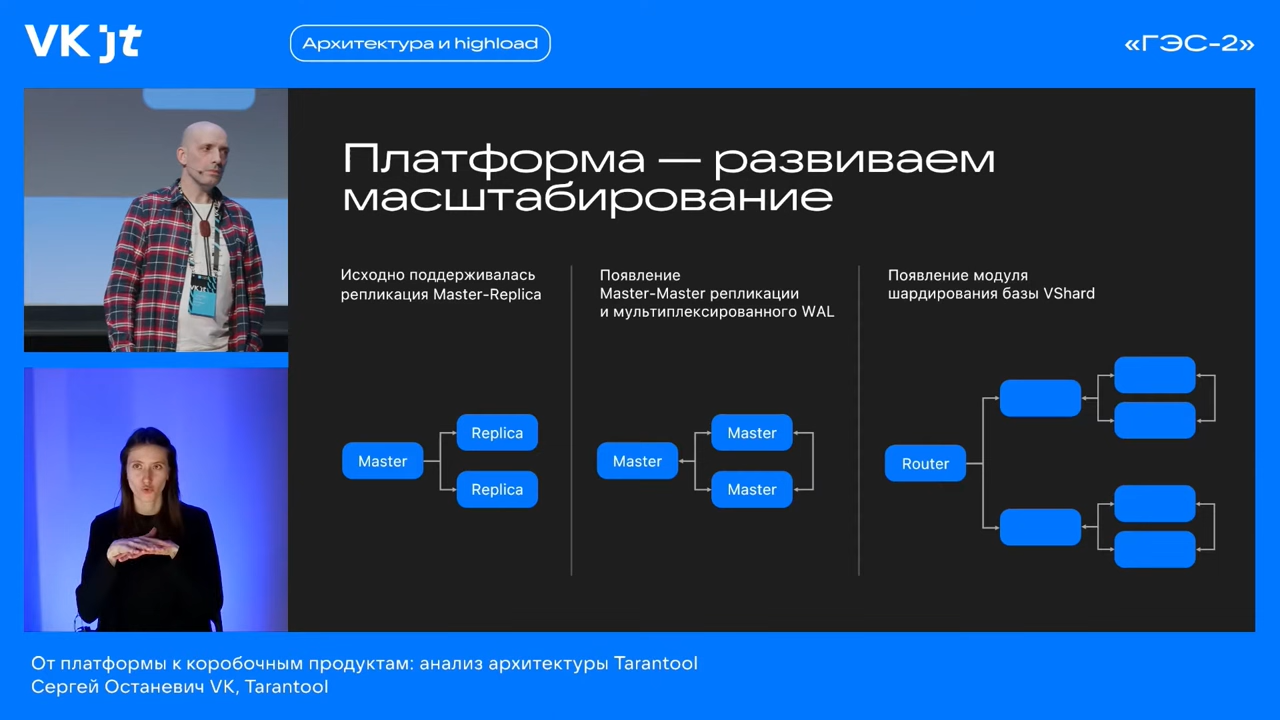 VK jt
Архитектура и highload
«ГЭС-2»
Платформа — развиваем
масштабирование
Исходно поддерживалась
репликация Master-Replica
Master
Replica
Replica
Появление
Master-Master репликации
и мультиплексированного WAL
Master
Master
Master
Появление модуля
шардирования базы VShard
Router
От платформы к коробочным продуктам: анализ архитектуры Tarantool
Сергей Останевич VK, Tarantool